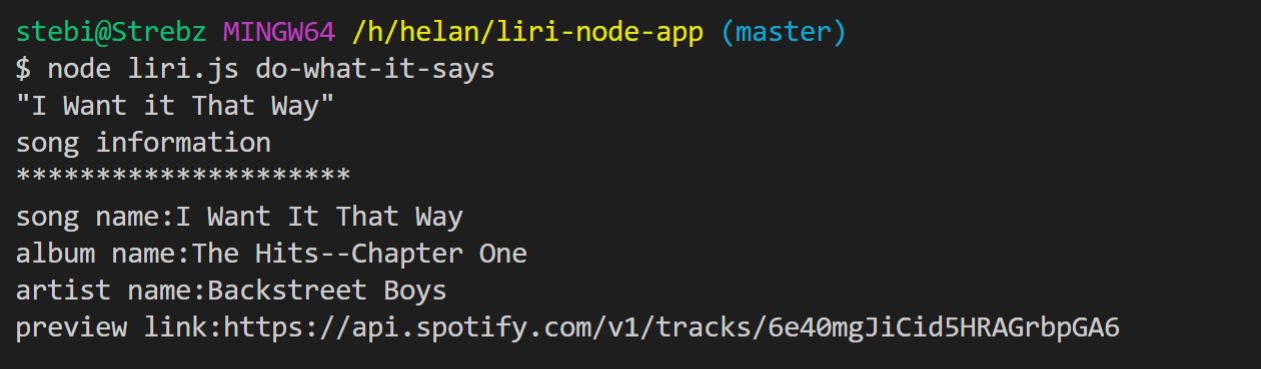 stebi@Strebz MINGW64 /h/helan/liri-node-app (master)
$ node liri.js do-what-it-says
"I Want it That Way"
song information
*********************
song name:I Want It That Way
album name:The Hits--Chapter One
artist name:Backstreet Boys
preview link:https://api.spotify.com/v1/tracks/6e40mgJiCid5HRAGrbpGA6